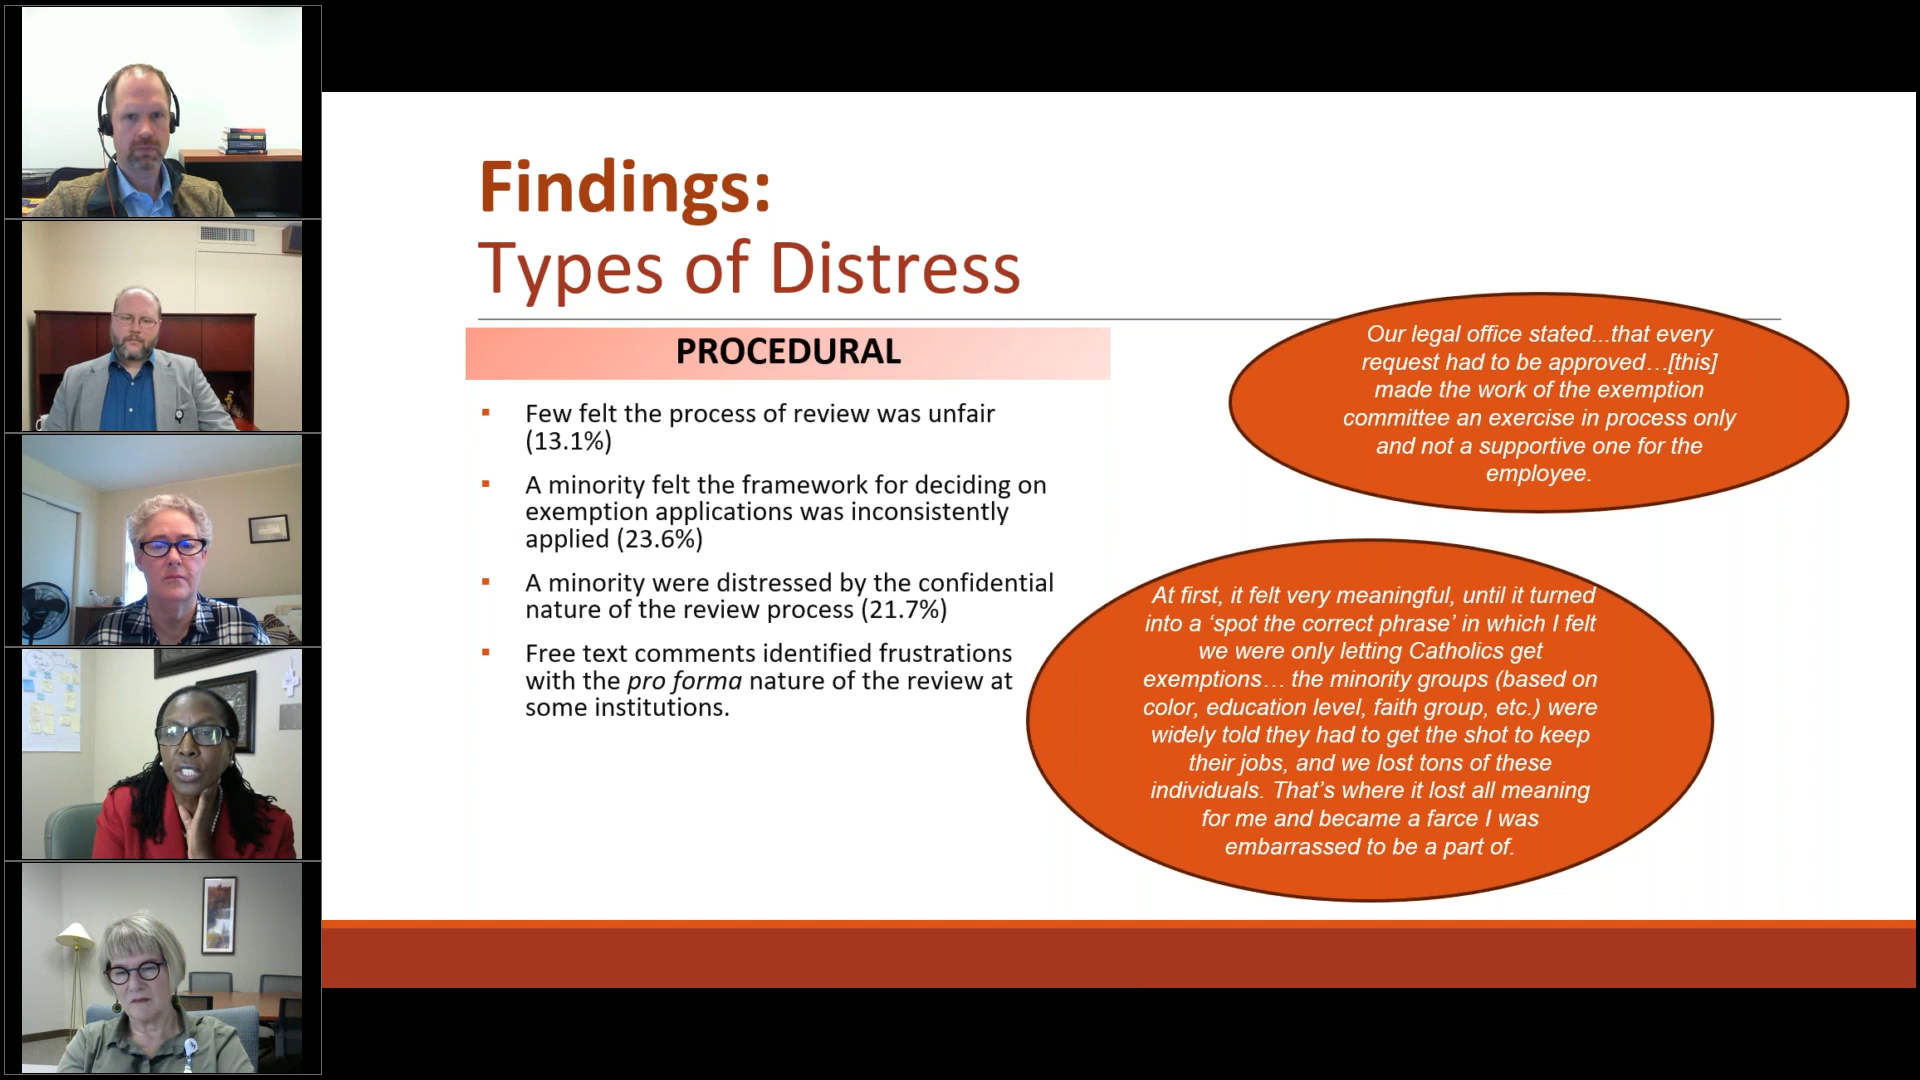 Findings:
Types of Distress
PROCEDURAL
▪ Few felt the process of review was unfair
(13.1%)
▪ A minority felt the framework for deciding on
exemption applications was inconsistently
applied (23.6%)
▪ A minority were distressed by the confidential
nature of the review process (21.7%)
▪ Free text comments identified frustrations
with the pro forma nature of the review at
some institutions.
Our legal office stated...that every
request had to be approved…[this]
made the work of the exemption
committee an exercise in process only
and not a supportive one for the
employee.
At first, it felt very meaningful, until it turned
into a ‘spot the correct phrase’ in which I felt
we were only letting Catholics get
exemptions… the minority groups (based on
color, education level, faith group, etc.) were
widely told they had to get the shot to keep
their jobs, and we lost tons of these
individuals. That’s where it lost all meaning
for me and became a farce I was
embarrassed to be a part of.